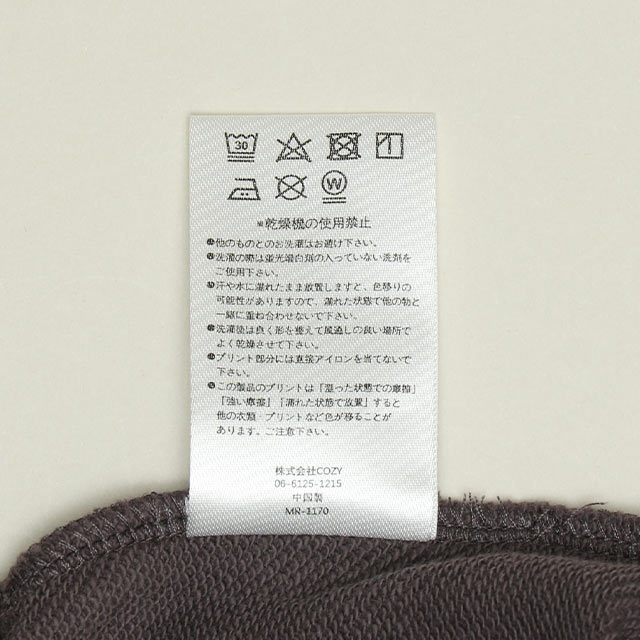 30
W
※乾燥機の使用禁止
●他のものとのお洗濯はお避け下さい。
●洗濯の際は蛍光増白剤の入っていない洗剤を
ご使用下さい。
●汗や水に濡れたまま放置しますと、色移りの
可能性がありますので、濡れた状態で他の物と
一緒に重ね合わせないで下さい。
●洗濯後は良く形を整えて風通しの良い場所で
よく乾燥させて下さい。
●プリント部分には直接アイロンを当てないで
下さい。
●この製品のプリントは「湿った状態での摩擦」
「強い摩擦」「濡れた状態で放置」すると
他の衣類・プリントなど色が移ることが
あります。ご注意下さい。
株式会社COZY
06-6125-1215
中国製
MR-1170